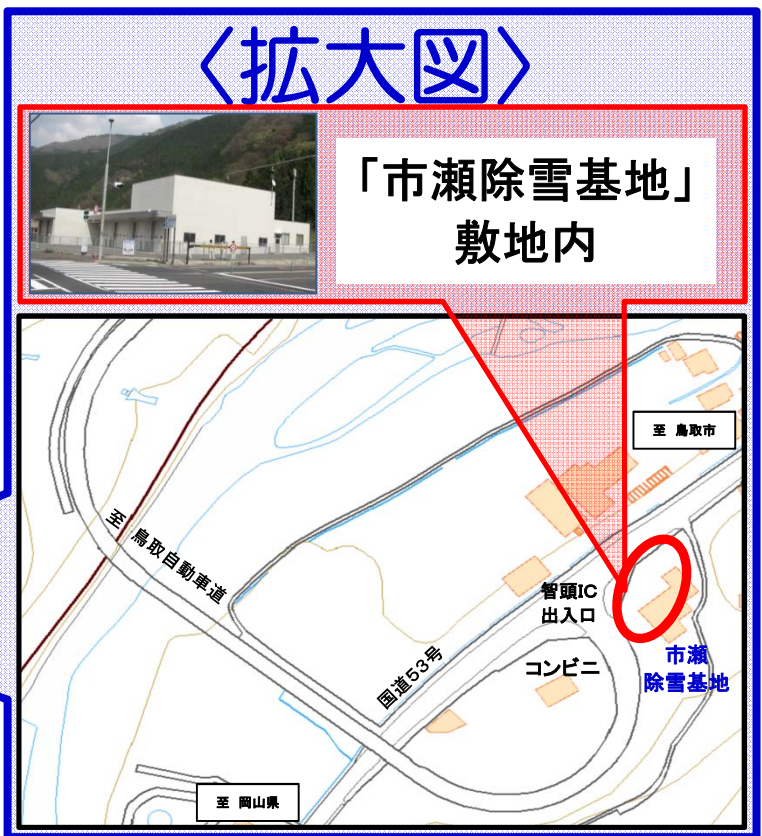 〈拡大図〉
「市瀬除雪基地」
敷地内
至 鳥取市
至 鳥取自動車道
智頭IC
出入口
国道53号
コンビニ
市瀬
除雪基地
至 岡山県